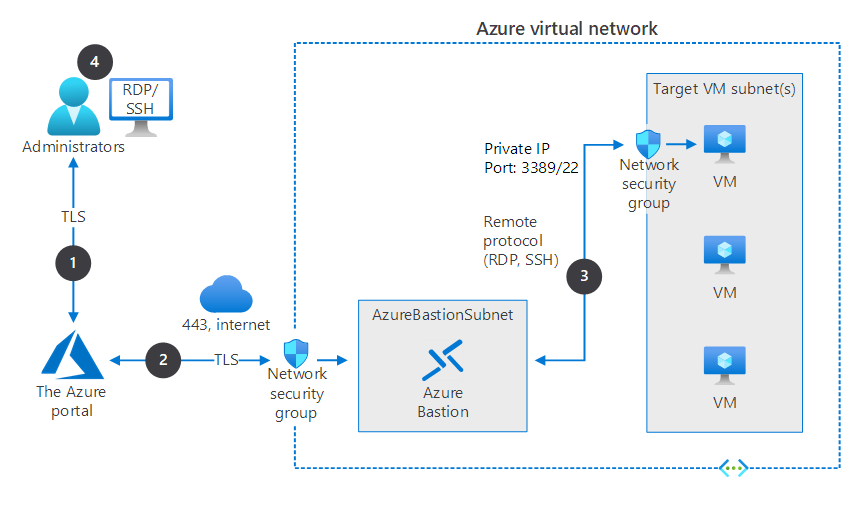 Azure virtual network
4
RDP/
SSH
Administrators
TLS
1
The Azure
portal
443, internet
2
TLS
Network
security
group
AzureBastionSubnet
Azure
Bastion
Private IP
Port: 3389/22
Remote
protocol
(RDP, SSH)
3
Target VM subnet(s)
Network
security
group
VM
VM
VM